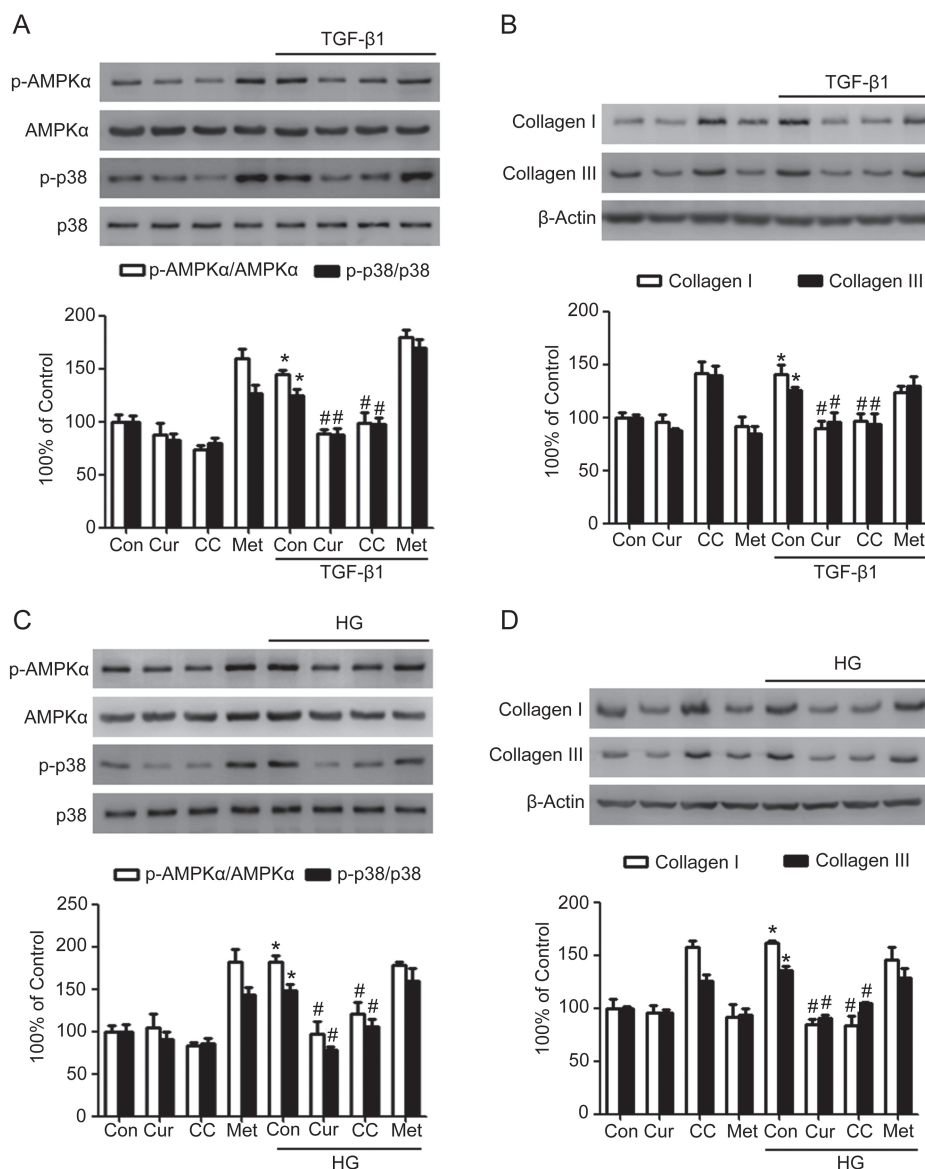 A
TGF-β1
p-AMPKα
AMPKα
p-p38
p38
p-AMPKα/AMPKα p-p38/p38
100% of Control
200
150
100
50
0
* *
# # # #
Con Cur CC Met Con Cur CC Met
TGF-β1
B
TGF-β1
Collagen I
Collagen III
β-Actin
Collagen I Collagen III
100% of Control
200
150
100
50
0
* *
# # # #
Con Cur CC Met Con Cur CC Met
TGF-β1
C
HG
p-AMPKα
AMPKα
p-p38
p38
p-AMPKα/AMPKα p-p38/p38
100% of Control
250
200
150
100
50
0
* *
# # # #
Con Cur CC Met Con Cur CC Met
HG
D
HG
Collagen I
Collagen III
β-Actin
Collagen I Collagen III
100% of Control
200
150
100
50
0
* *
# # # #
Con Cur CC Met Con Cur CC Met
HG